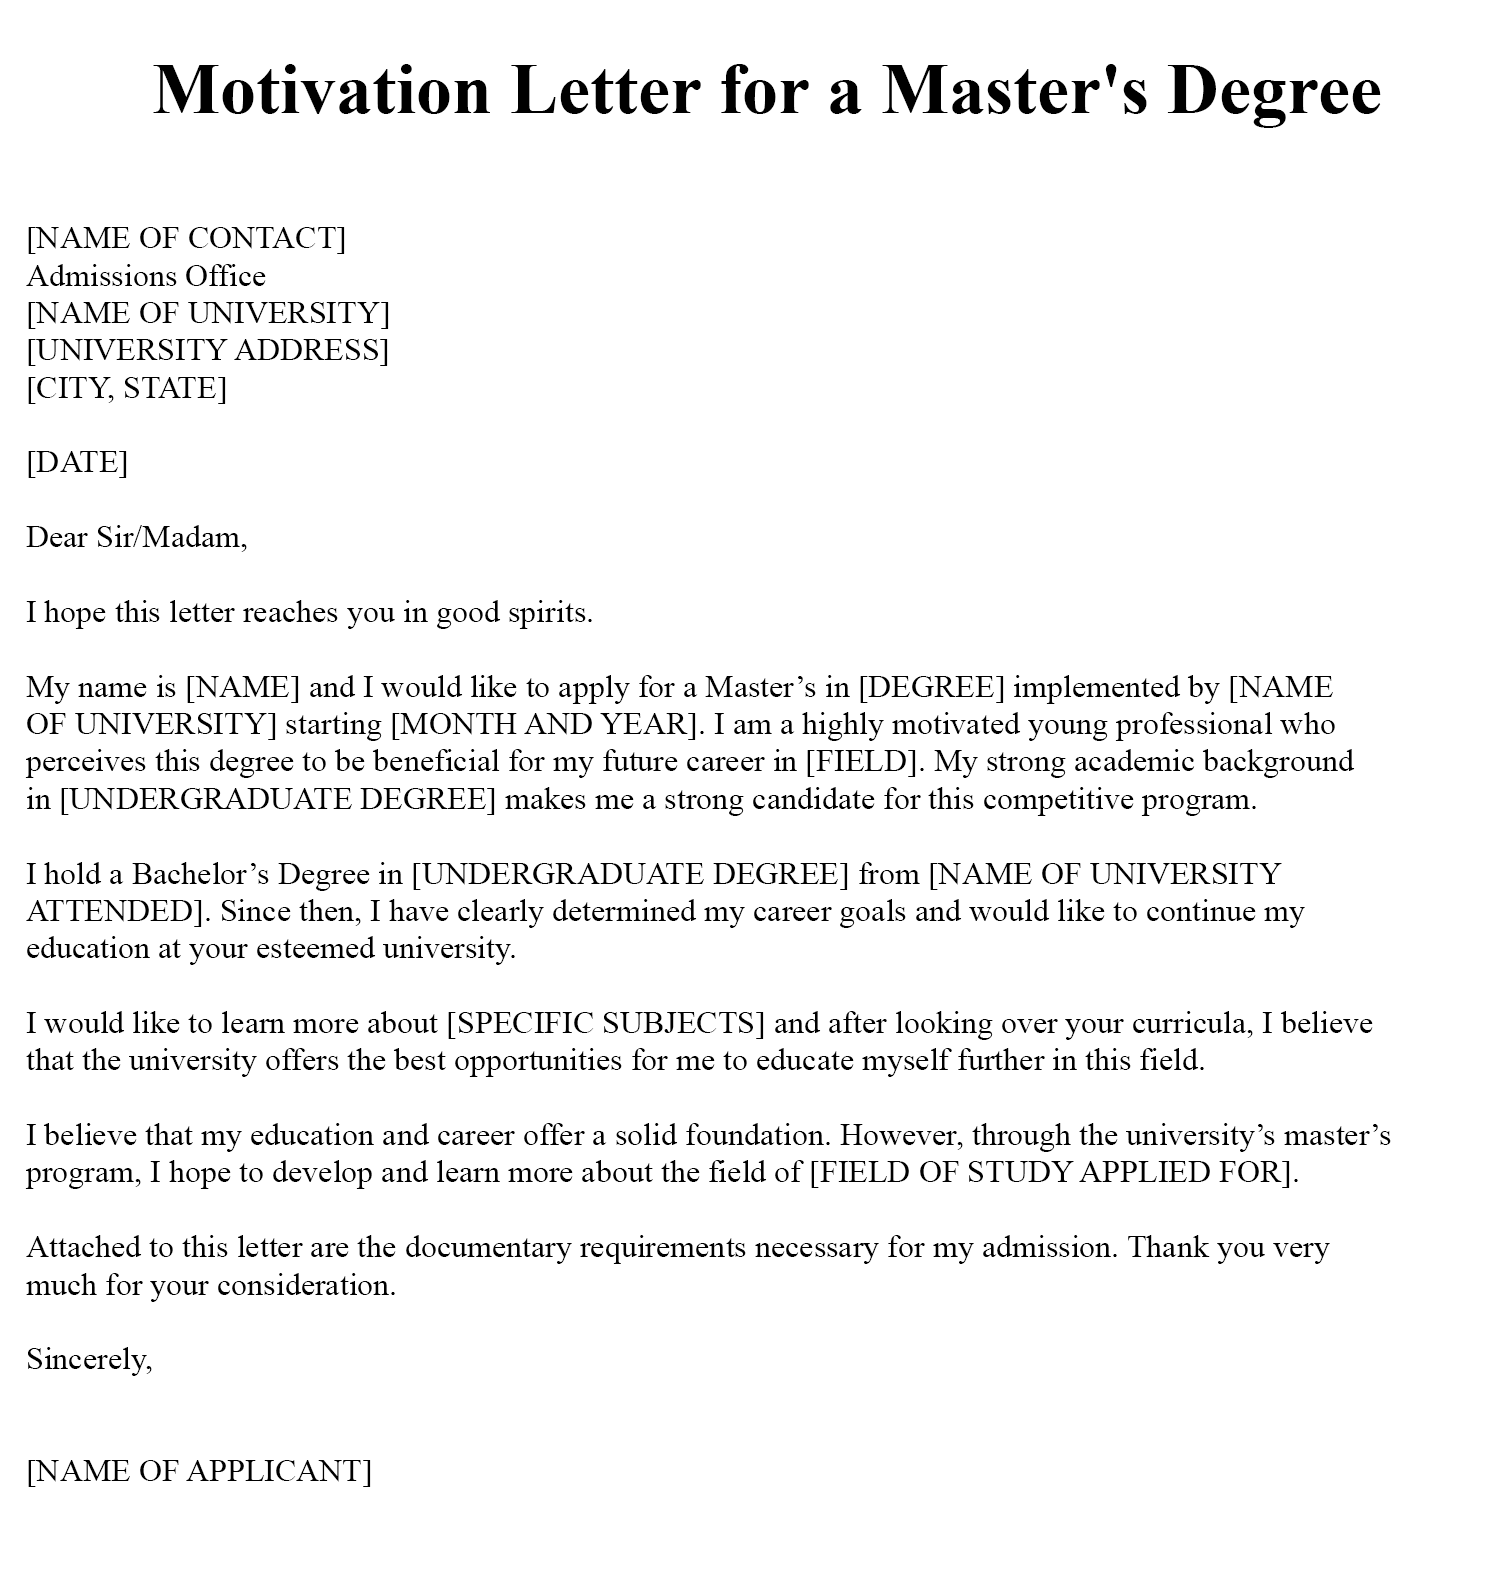 Motivation Letter for a Master's Degree
[NAME OF CONTACT]
Admissions Office
[NAME OF UNIVERSITY]
[UNIVERSITY ADDRESS]
[CITY, STATE]
[DATE]
Dear Sir/Madam,
I hope this letter reaches you in good spirits.
My name is [NAME] and I would like to apply for a Master’s in [DEGREE] implemented by [NAME
OF UNIVERSITY] starting [MONTH AND YEAR]. I am a highly motivated young professional who
perceives this degree to be beneficial for my future career in [FIELD]. My strong academic background
in [UNDERGRADUATE DEGREE] makes me a strong candidate for this competitive program.
I hold a Bachelor’s Degree in [UNDERGRADUATE DEGREE] from [NAME OF UNIVERSITY
ATTENDED]. Since then, I have clearly determined my career goals and would like to continue my
education at your esteemed university.
I would like to learn more about [SPECIFIC SUBJECTS] and after looking over your curricula, I believe
that the university offers the best opportunities for me to educate myself further in this field.
I believe that my education and career offer a solid foundation. However, through the university’s master’s
program, I hope to develop and learn more about the field of [FIELD OF STUDY APPLIED FOR].
Attached to this letter are the documentary requirements necessary for my admission. Thank you very
much for your consideration.
Sincerely,
[NAME OF APPLICANT]